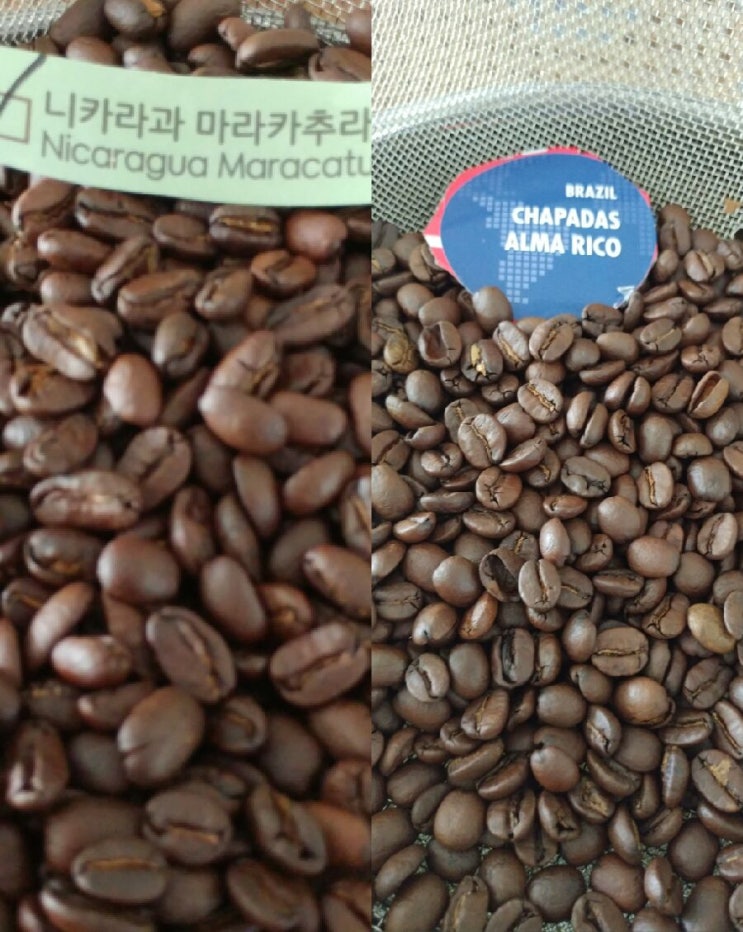 니카라과 마라카추라
Nicaragua Maracatu
BRAZIL
CHAPADAS
ALMA RICO